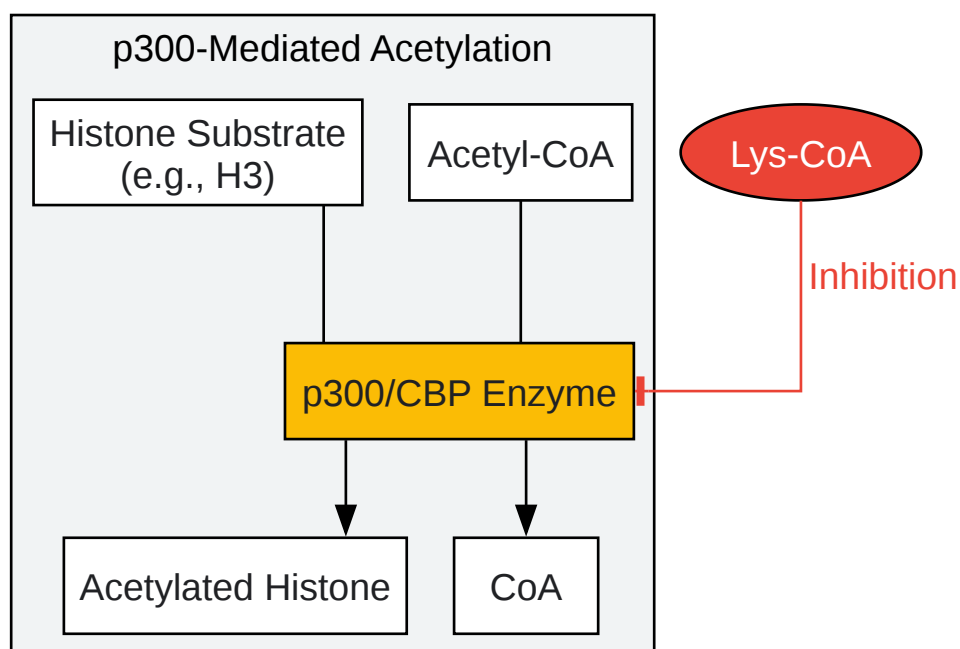 p300-Mediated Acetylation
Histone Substrate
(e.g., H3)
Acetyl-CoA
Lys-CoA
Inhibition
p300/CBP Enzyme
Acetylated Histone
CoA